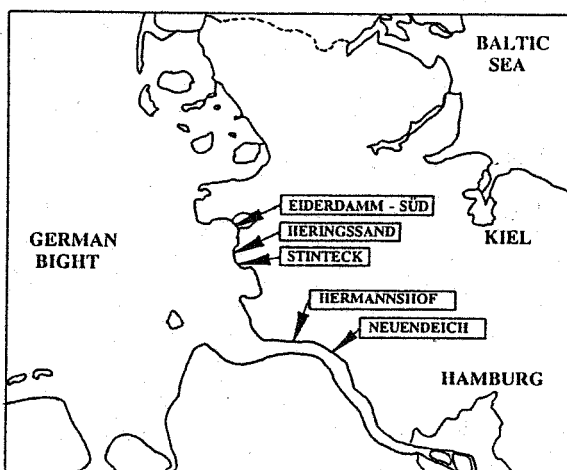 BALTIC
SEA
EIDERDAMM - SÜD
HERINGSSAND
STINTECK
GERMAN
BIGHT
KIEL
HERMANNSHOF
NEUENDEICH
HAMBURG